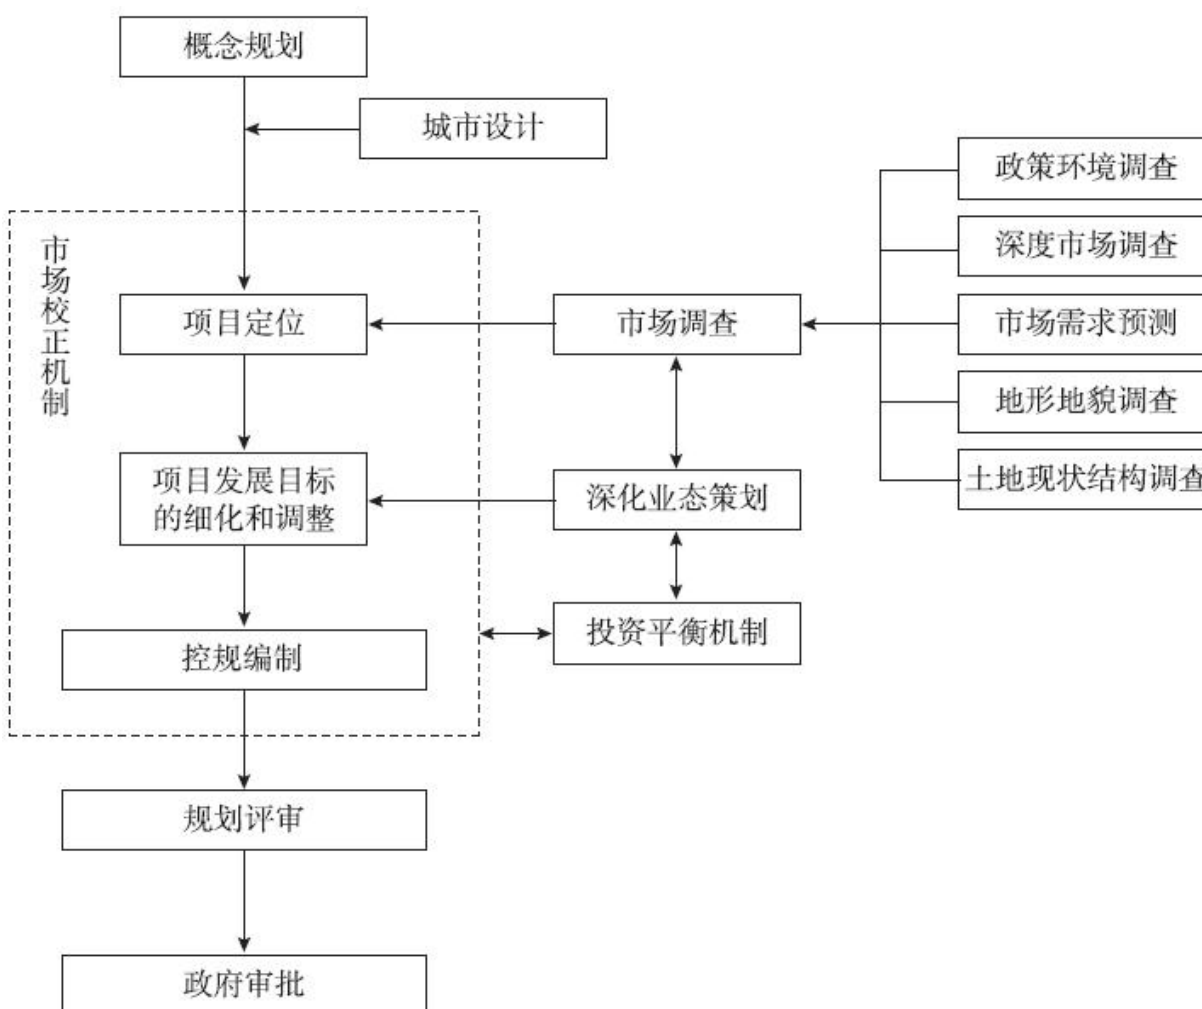 概念规划
城市设计
政策环境调查
深度市场调查
市场校正机制
项目定位
市场调查
市场需求预测
地形地貌调查
项目发展目标
的细化和调整
深化业态策划
土地现状结构调查
投资平衡机制
控规编制
规划评审
政府审批